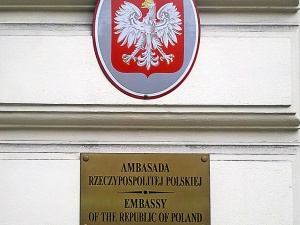 AMBASADA
RZECZYPOSPOLITEJ POLSKIEJ
EMBASSY
OF THE REPUBLIC OF POLAND